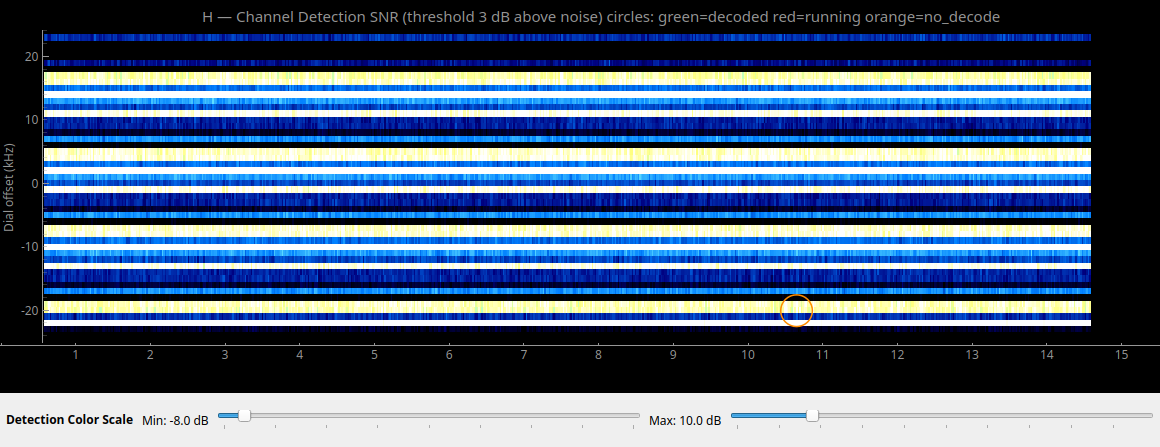 H — Channel Detection SNR (threshold 3 dB above noise) circles: green=decoded red=running orange=no_decode
Dial offset (kHz)
20
10
0
-10
-20
1 2 3 4 5 6 7 8 9 10 11 12 13 14 15
Detection Color Scale Min: -8.0 dB Max: 10.0 dB